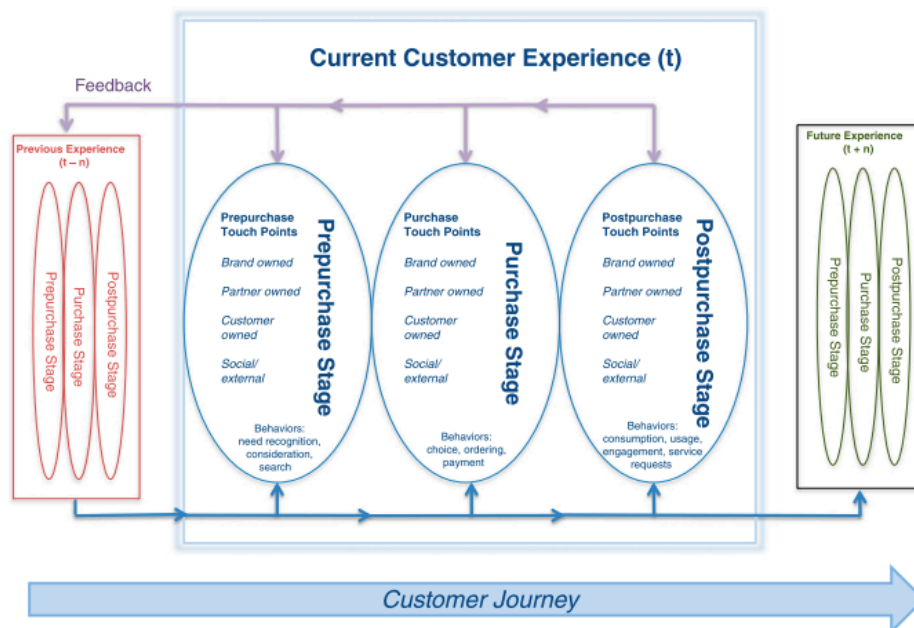 Current Customer Experience (t)
Feedback
Previous Experience
(t – n)
Prepurchase Stage
Purchase Stage
Postpurchase Stage
Prepurchase
Touch Points
Brand owned
Partner owned
Customer
owned
Social/
external
Prepurchase Stage
Behaviors:
need recognition,
consideration,
search
Purchase
Touch Points
Brand owned
Partner owned
Customer
owned
Social/
external
Purchase Stage
Behaviors:
choice, ordering,
payment
Postpurchase
Touch Points
Brand owned
Partner owned
Customer
owned
Social/
external
Postpurchase Stage
Behaviors:
consumption, usage,
engagement, service
requests
Future Experience
(t + n)
Prepurchase Stage
Purchase Stage
Postpurchase Stage
Customer Journey